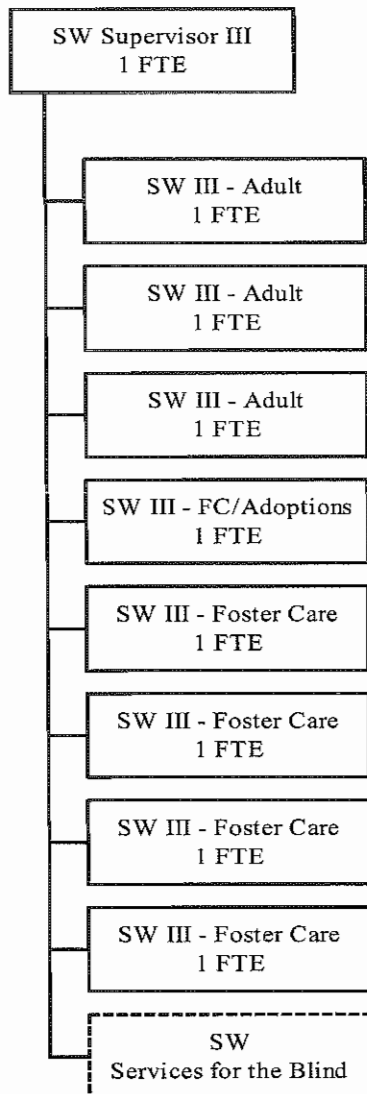 SW Supervisor III
1 FTE
SW III - Adult
1 FTE
SW III - Adult
1 FTE
SW III - Adult
1 FTE
SW III - FC/Adoptions
1 FTE
SW III - Foster Care
1 FTE
SW III - Foster Care
1 FTE
SW III - Foster Care
1 FTE
SW III - Foster Care
1 FTE
SW
Services for the Blind